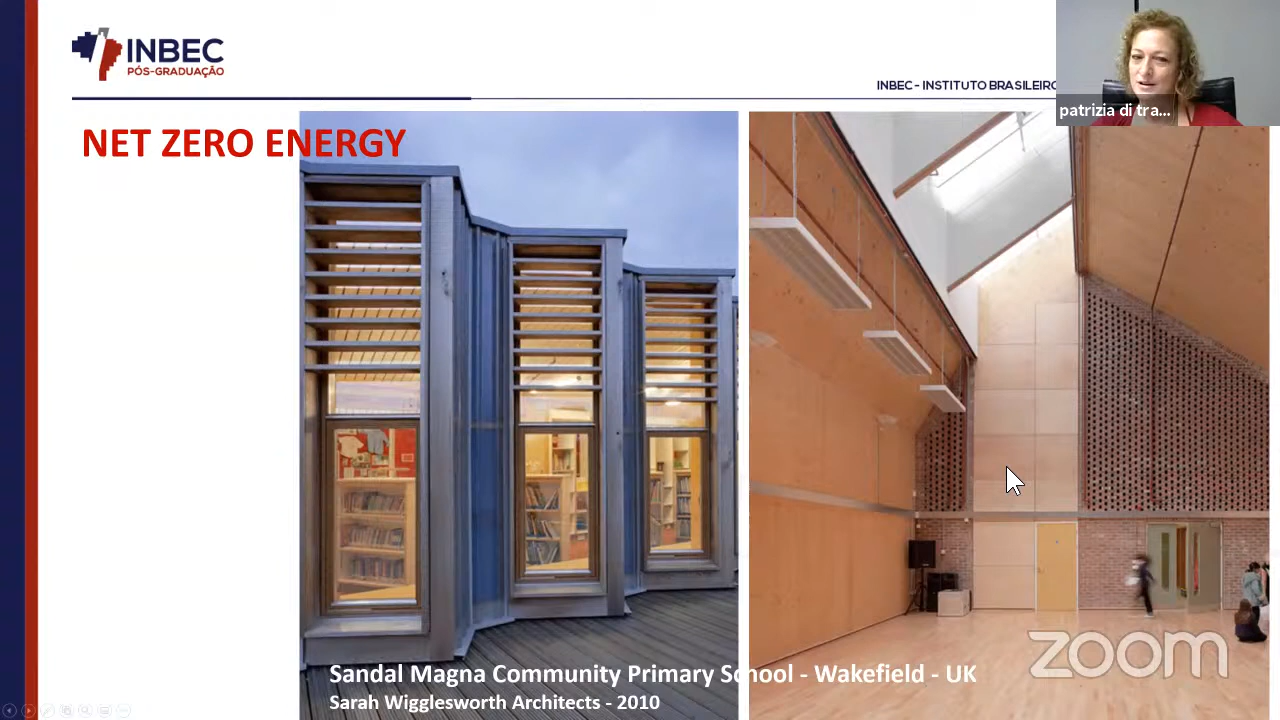 INBEC
PÓS-GRADUAÇÃO
INBEC - INSTITUTO BRASILEIRO
patrizia di tra...
NET ZERO ENERGY
zoom
Sandal Magna Community Primary School - Wakefield - UK
Sarah Wigglesworth Architects - 2010